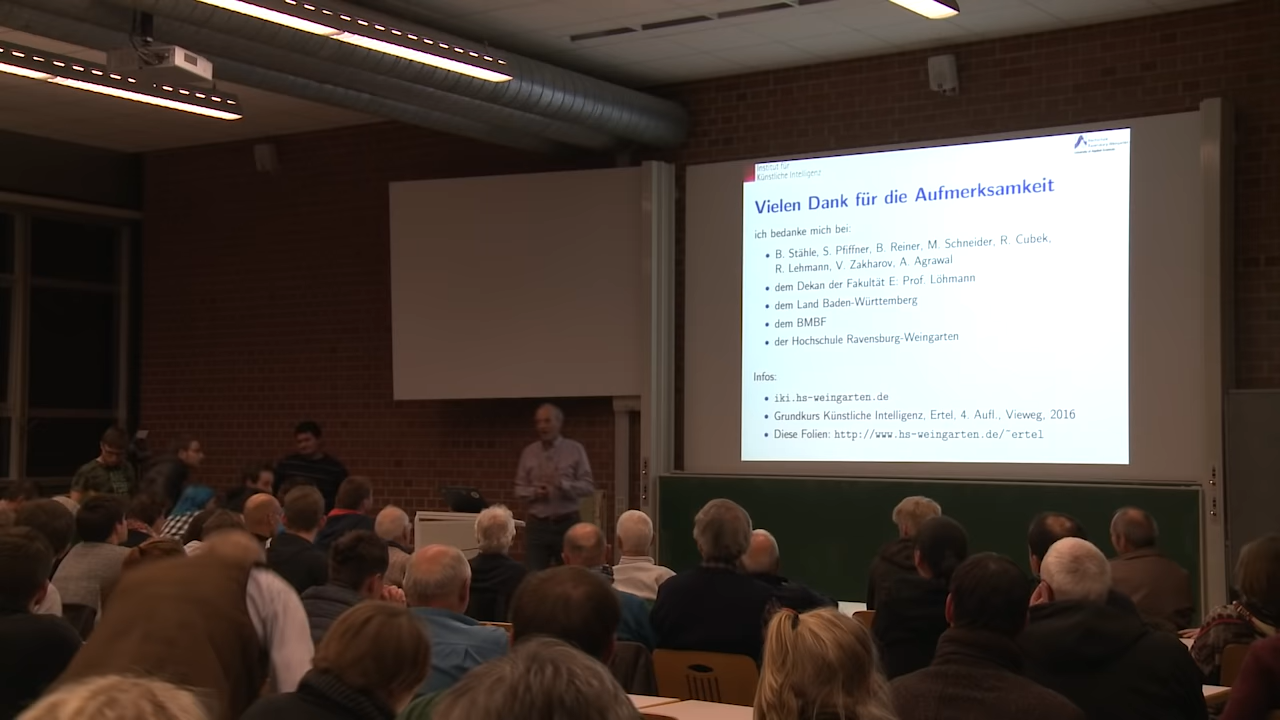 Institut für
Künstliche Intelligenz
Hochschule
Vielen Dank für die Aufmerksamkeit
ich bedanke mich bei:
• B. Stähle, S. Pfiffner, B. Reiner, M. Schneider, R. Cubek,
R. Lehmann, V. Zakharov, A. Agrawal
• dem Dekan der Fakultät E: Prof. Löhmann
• dem Land Baden-Württemberg
• dem BMBF
• der Hochschule Ravensburg-Weingarten
Infos:
• iki.hs-weingarten.de
• Grundkurs Künstliche Intelligenz, Ertel, 4. Aufl., Vieweg, 2016
• Diese Folien: http://www.hs-weingarten.de/~ertel